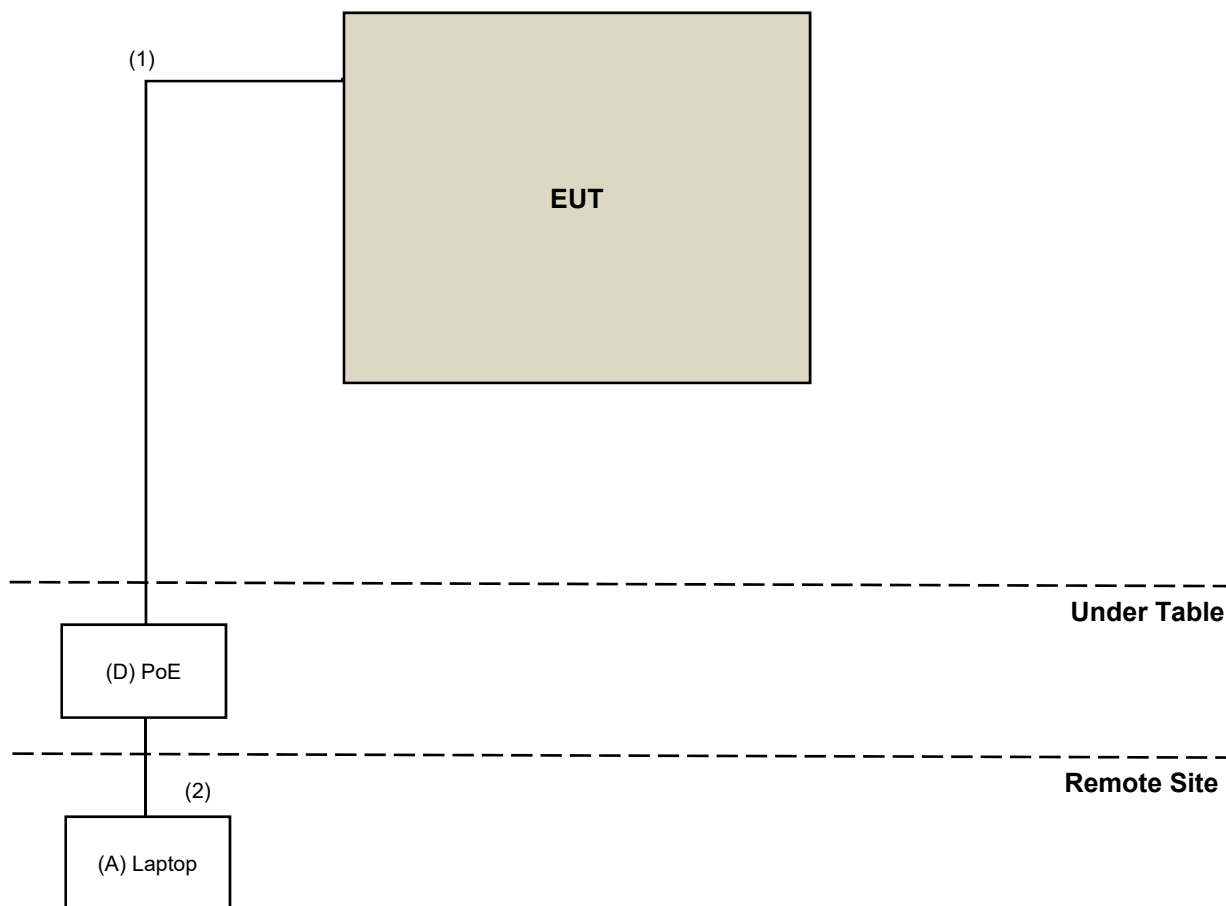 (1)
EUT
Under Table
(D) PoE
Remote Site
(2)
(A) Laptop